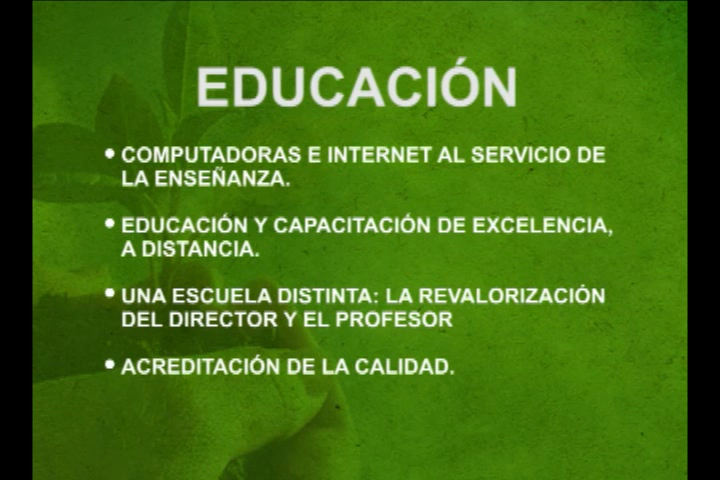 EDUCACIÓN
• COMPUTADORAS E INTERNET AL SERVICIO DE
LA ENSEÑANZA.
• EDUCACIÓN Y CAPACITACIÓN DE EXCELENCIA,
A DISTANCIA.
• UNA ESCUELA DISTINTA: LA REVALORIZACIÓN
DEL DIRECTOR Y EL PROFESOR
• ACREDITACIÓN DE LA CALIDAD.